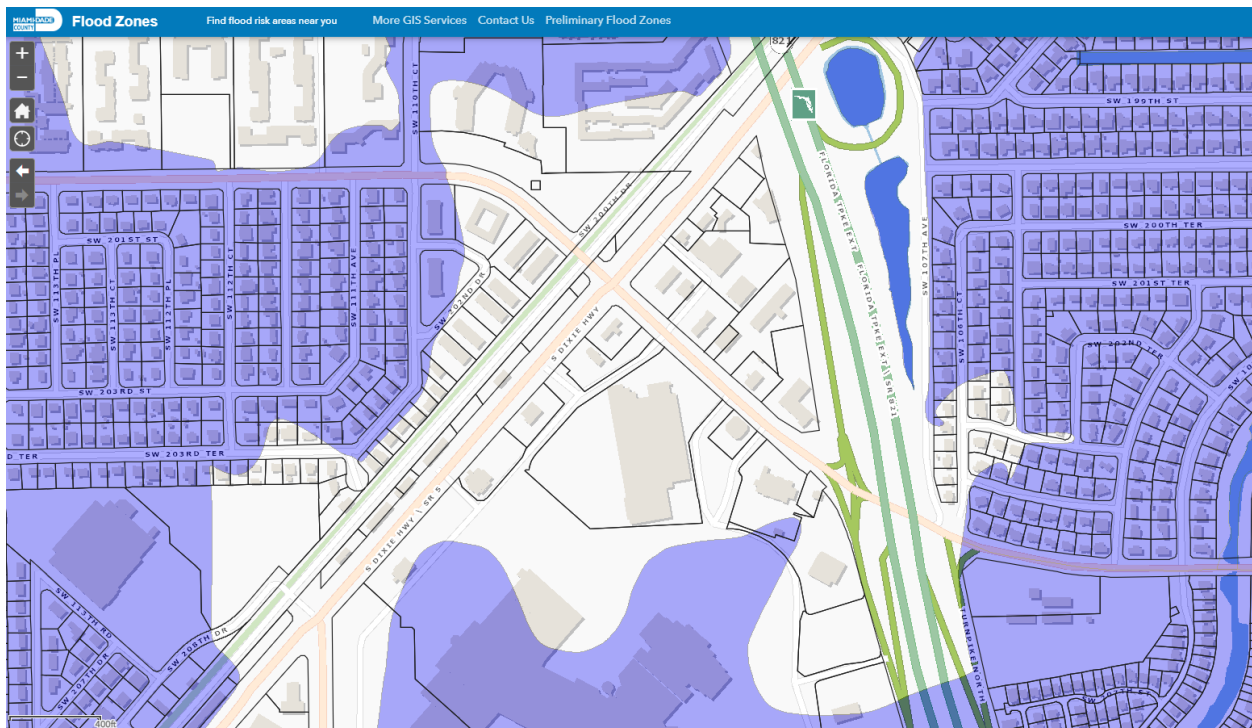 MIAMI-DADE
COUNTY
Flood Zones
Find flood risk areas near you
More GIS Services
Contact Us
Preliminary Flood Zones
+
−
821
SW 110TH CT
SW 199TH ST
SW 200TH DR
FLORIDA TPKE EXT
FLORIDA TPKE EXT \ SR 821
SW 107TH AVE
SW 200TH TER
SW 201ST ST
SW 201ST TER
SW 113TH PL
SW 113TH CT
SW 112TH PL
SW 112TH CT
SW 111TH AVE
SW 202ND DR
S DIXIE HWY
SW 106TH CT
SW 202ND TER
SW 203RD ST
SW 203RD TER
D TER
S DIXIE HWY \ SR 5
SW 113TH RD
SW 208TH DR
SW 207TH DR
TURNPIKE NORTH
400ft